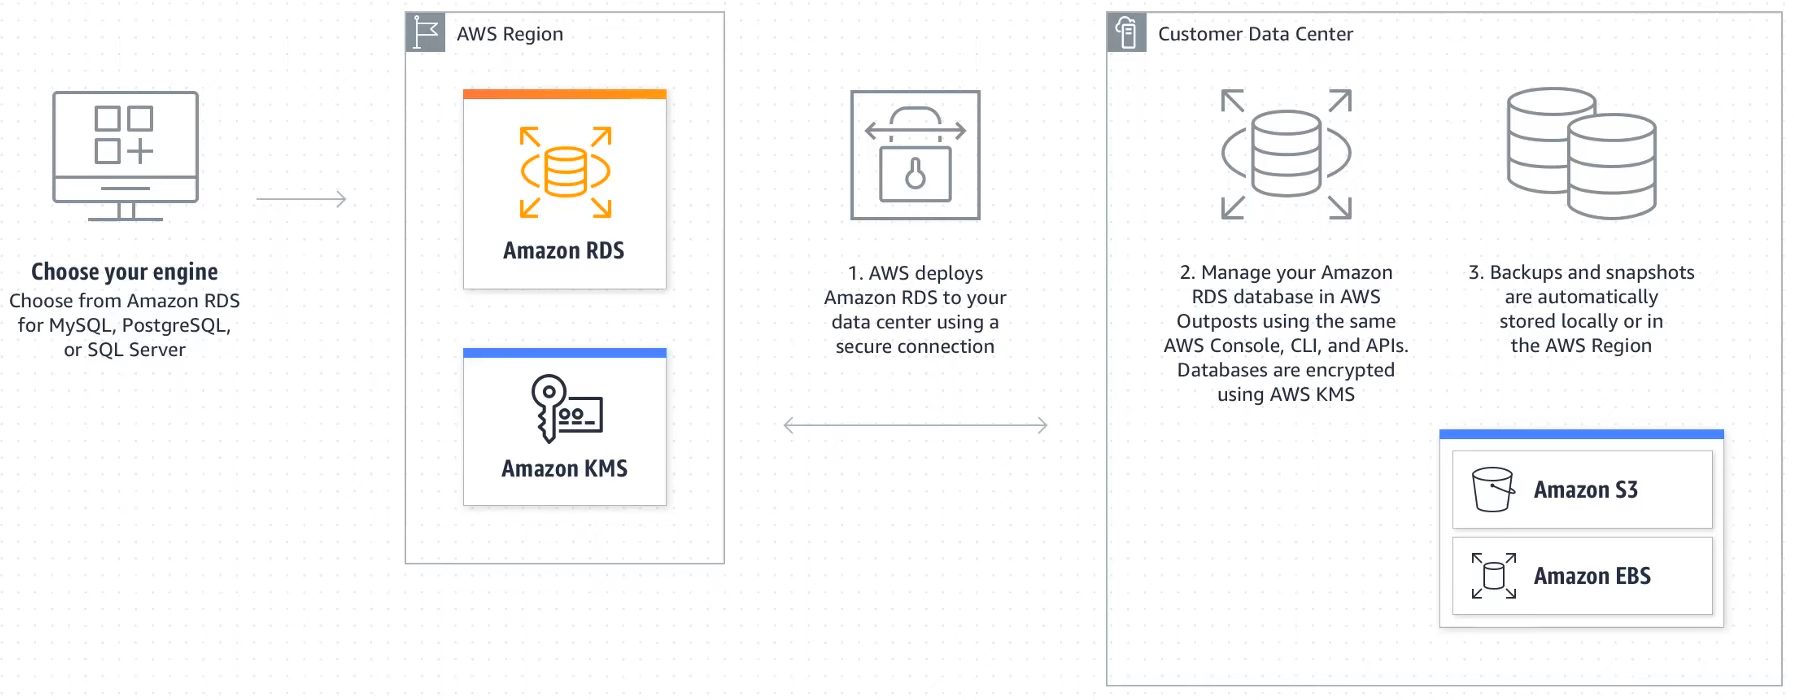 AWS Region
Customer Data Center
Choose your engine
Choose from Amazon RDS
for MySQL, PostgreSQL,
or SQL Server
Amazon RDS
Amazon KMS
1. AWS deploys
Amazon RDS to your
data center using a
secure connection
2. Manage your Amazon
RDS database in AWS
Outposts using the same
AWS Console, CLI, and APIs.
Databases are encrypted
using AWS KMS
3. Backups and snapshots
are automatically
stored locally or in
the AWS Region
Amazon S3
Amazon EBS